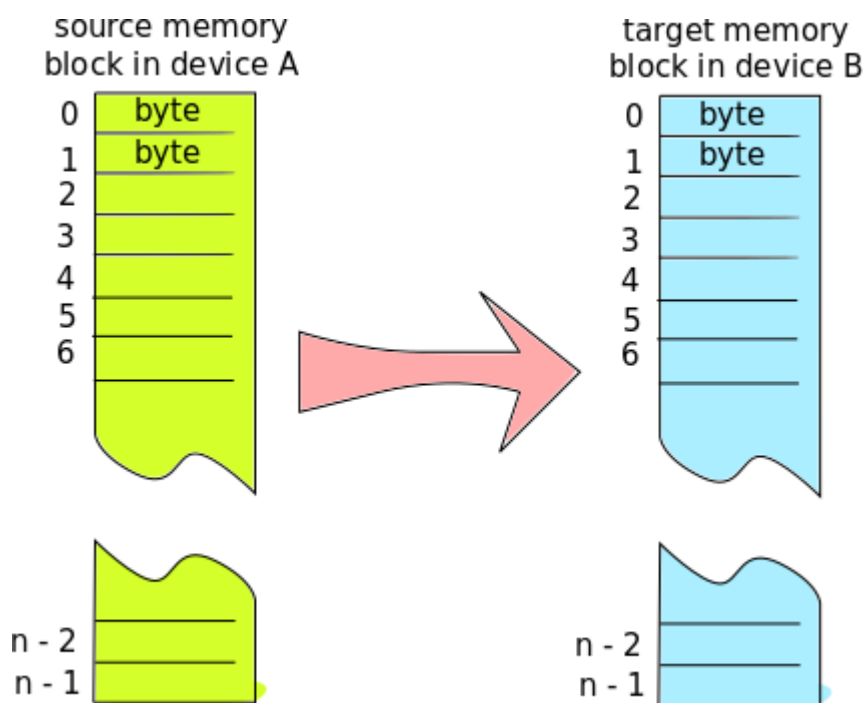 source memory
block in device A
0
byte
1
byte
2
3
4
5
6
n - 2
n - 1
target memory
block in device B
0
byte
1
byte
2
3
4
5
6
n - 2
n - 1